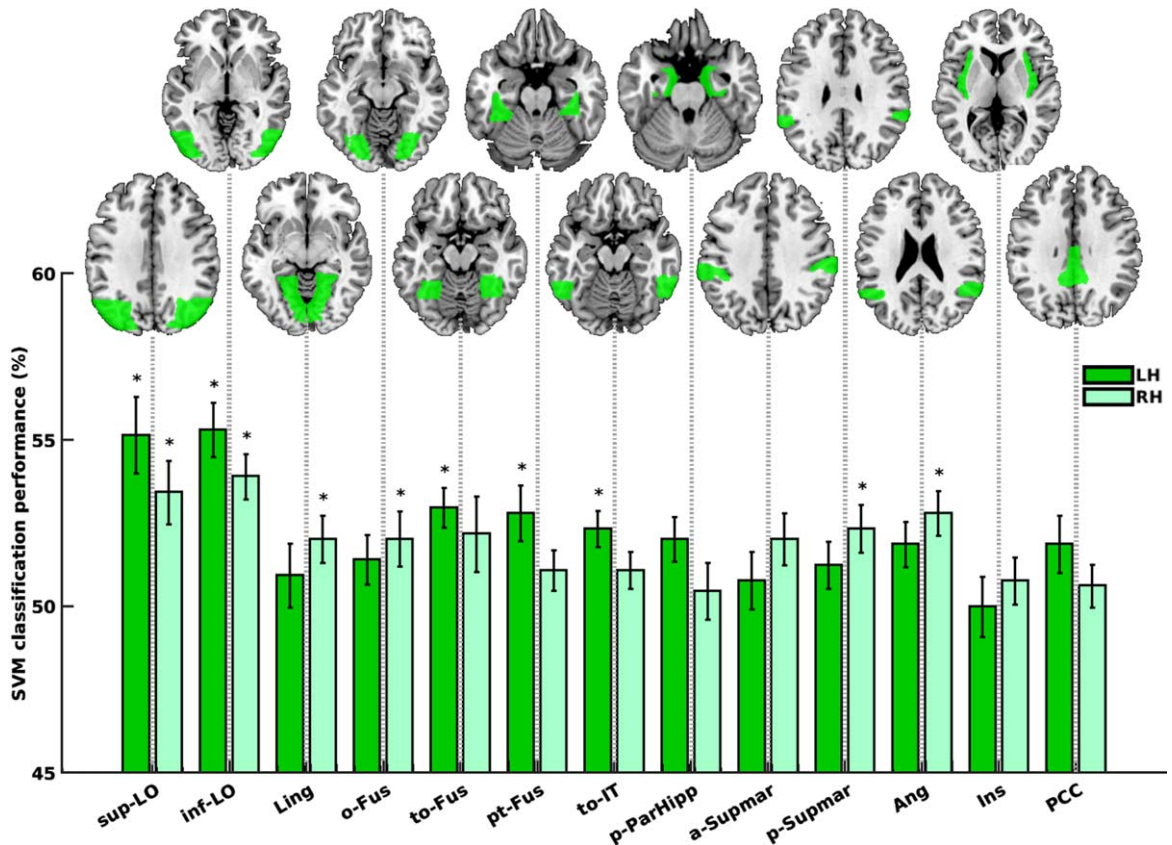 SVM classification performance (%)
60
55
50
45
LH
RH
* * * * * * * * * * * 
sup-LO
inf-LO
Ling
o-Fus
to-Fus
pt-Fus
to-IT
p-ParHipp
a-Supmar
p-Supmar
Ang
Ins
PCC